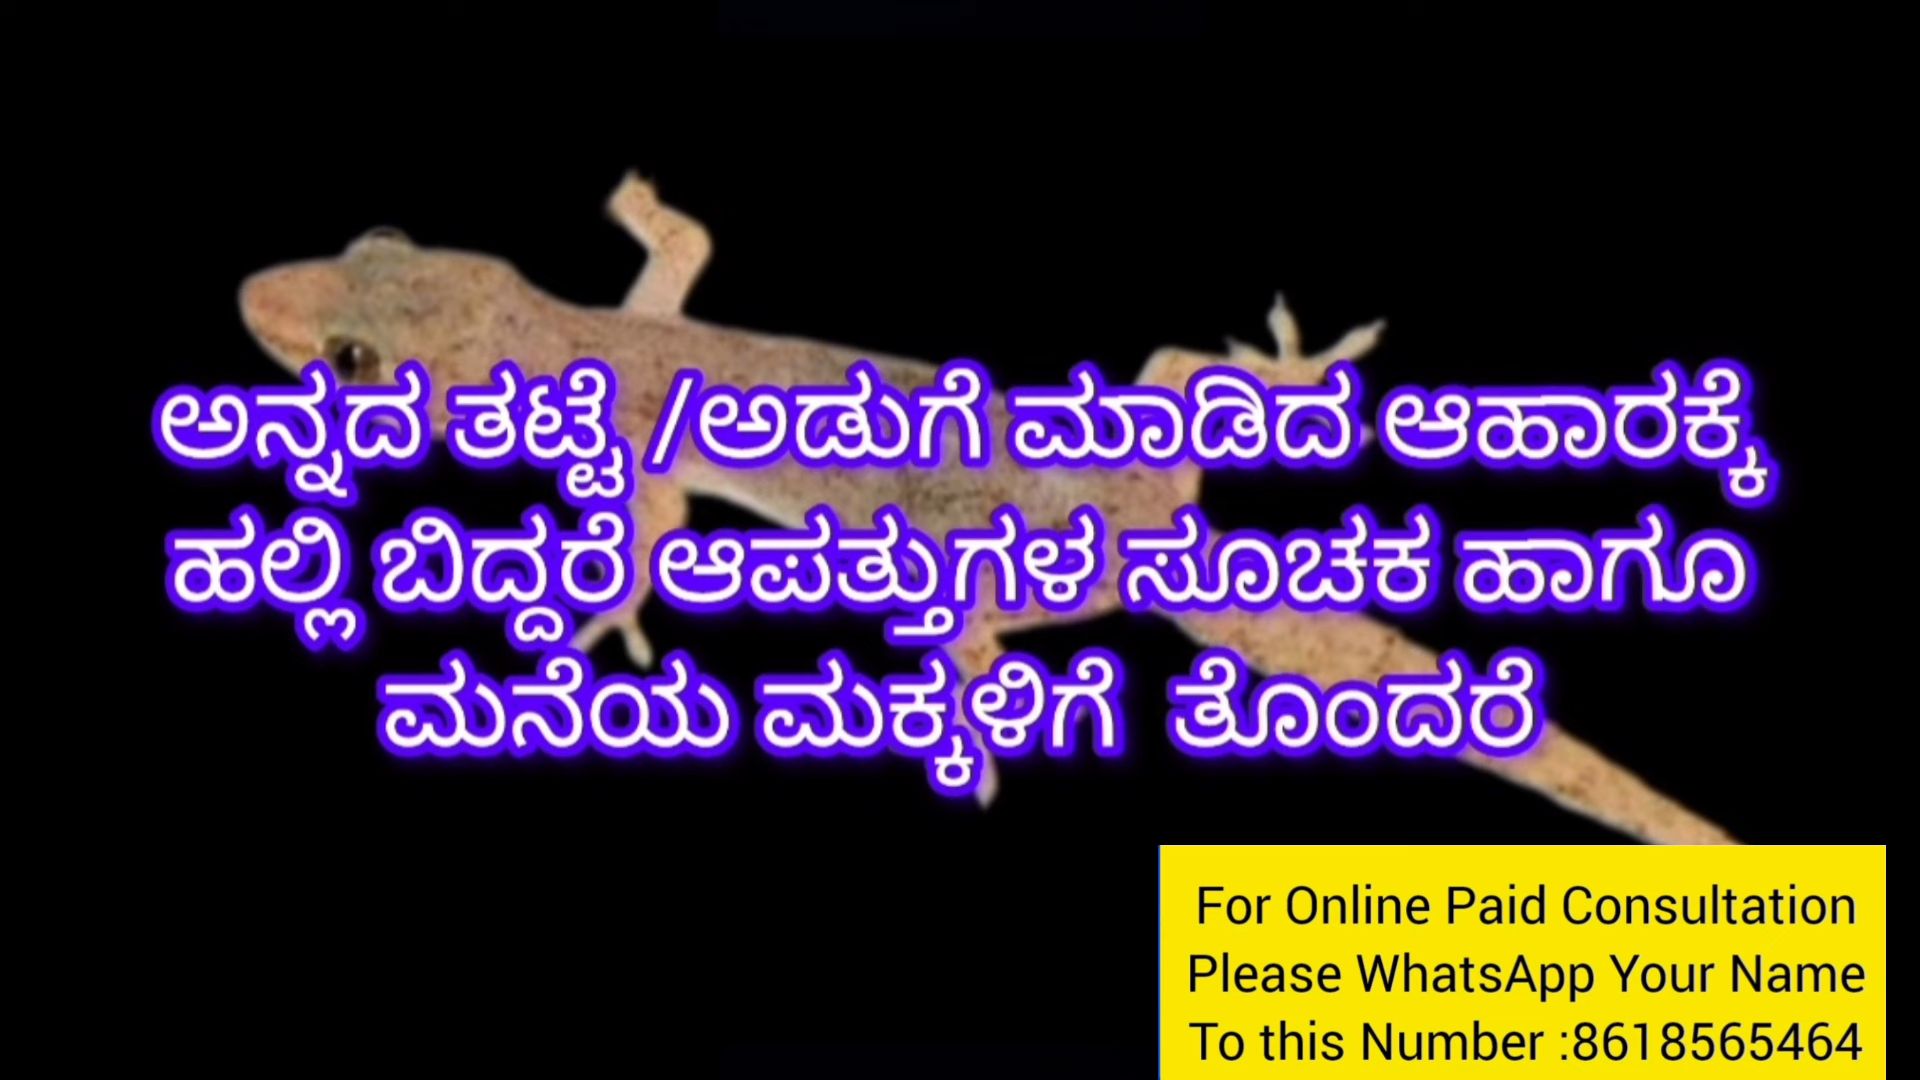 ಅನ್ನದ ತಟ್ಟೆ /ಅಡುಗೆ ಮಾಡಿದ ಆಹಾರಕ್ಕೆ
ಹಲ್ಲಿ ಬಿದ್ದರೆ ಆಪತ್ತುಗಳ ಸೂಚಕ ಹಾಗೂ
ಮನೆಯ ಮಕ್ಕಳಿಗೆ ತೊಂದರೆ
For Online Paid Consultation
Please WhatsApp Your Name
To this Number :8618565464